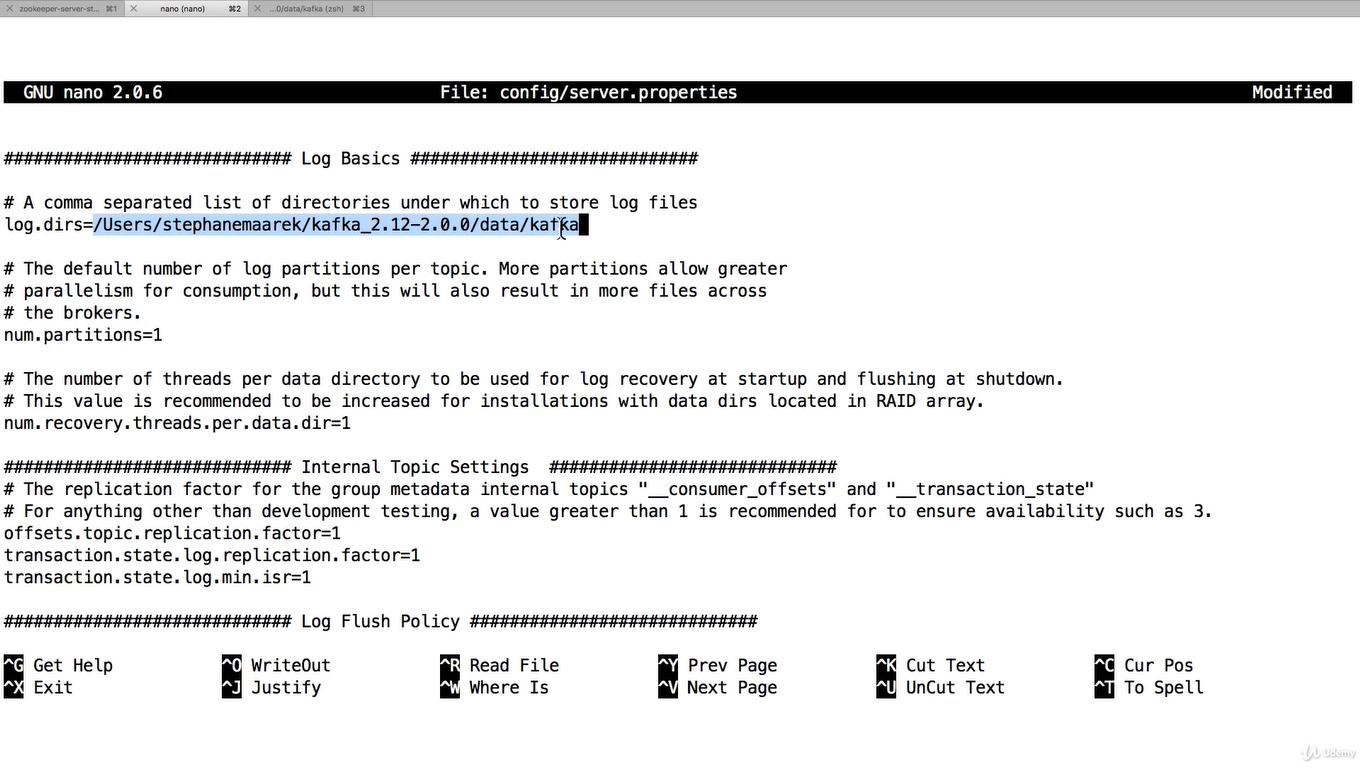 zookeeper-server-st... ⌘1 nano (nano) ⌘2 ...0/data/kafka (zsh) ⌘3
GNU nano 2.0.6 File: config/server.properties Modified
############################# Log Basics #############################
# A comma separated list of directories under which to store log files
log.dirs=/Users/stephanemaarek/kafka_2.12-2.0.0/data/kafka
# The default number of log partitions per topic. More partitions allow greater
# parallelism for consumption, but this will also result in more files across
# the brokers.
num.partitions=1
# The number of threads per data directory to be used for log recovery at startup and flushing at shutdown.
# This value is recommended to be increased for installations with data dirs located in RAID array.
num.recovery.threads.per.data.dir=1
############################# Internal Topic Settings  #############################
# The replication factor for the group metadata internal topics "__consumer_offsets" and "__transaction_state"
# For anything other than development testing, a value greater than 1 is recommended for to ensure availability such as 3.
offsets.topic.replication.factor=1
transaction.state.log.replication.factor=1
transaction.state.log.min.isr=1
############################# Log Flush Policy #############################
^G Get Help ^O WriteOut ^R Read File ^Y Prev Page ^K Cut Text ^C Cur Pos
^X Exit ^J Justify ^W Where Is ^V Next Page ^U UnCut Text ^T To Spell
Udemy